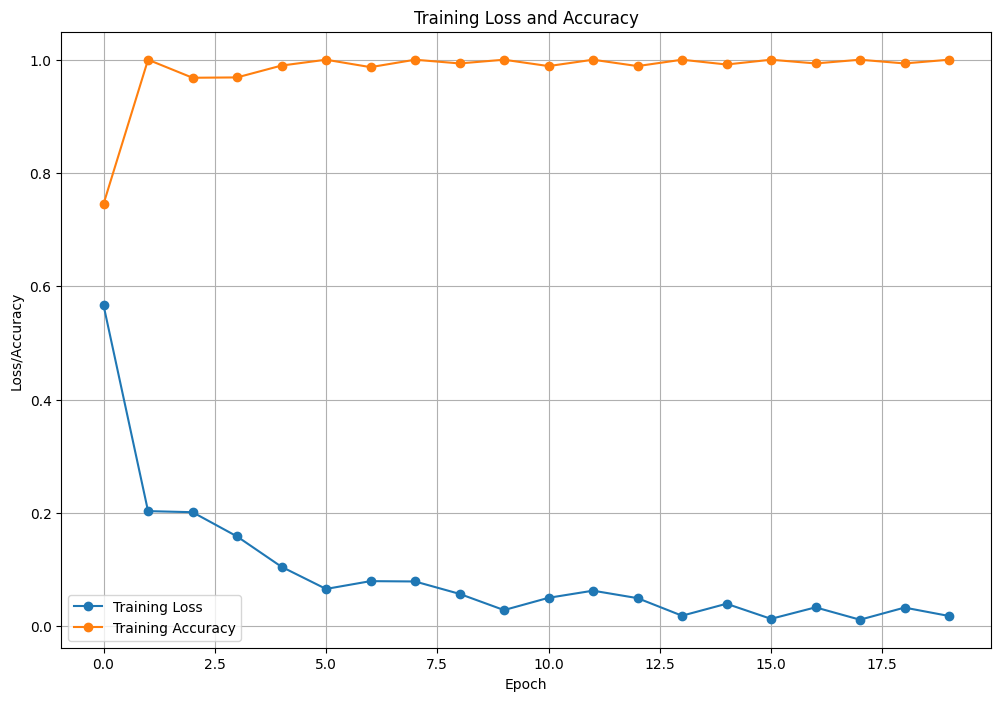 Training Loss and Accuracy
1.0
0.8
0.6
0.4
0.2
0.0
Loss/Accuracy
Training Loss
Training Accuracy
0.0 2.5 5.0 7.5 10.0 12.5 15.0 17.5
Epoch